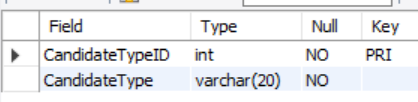 Field Type Null Key
CandidateTypeID int NO PRI
CandidateType varchar(20) NO